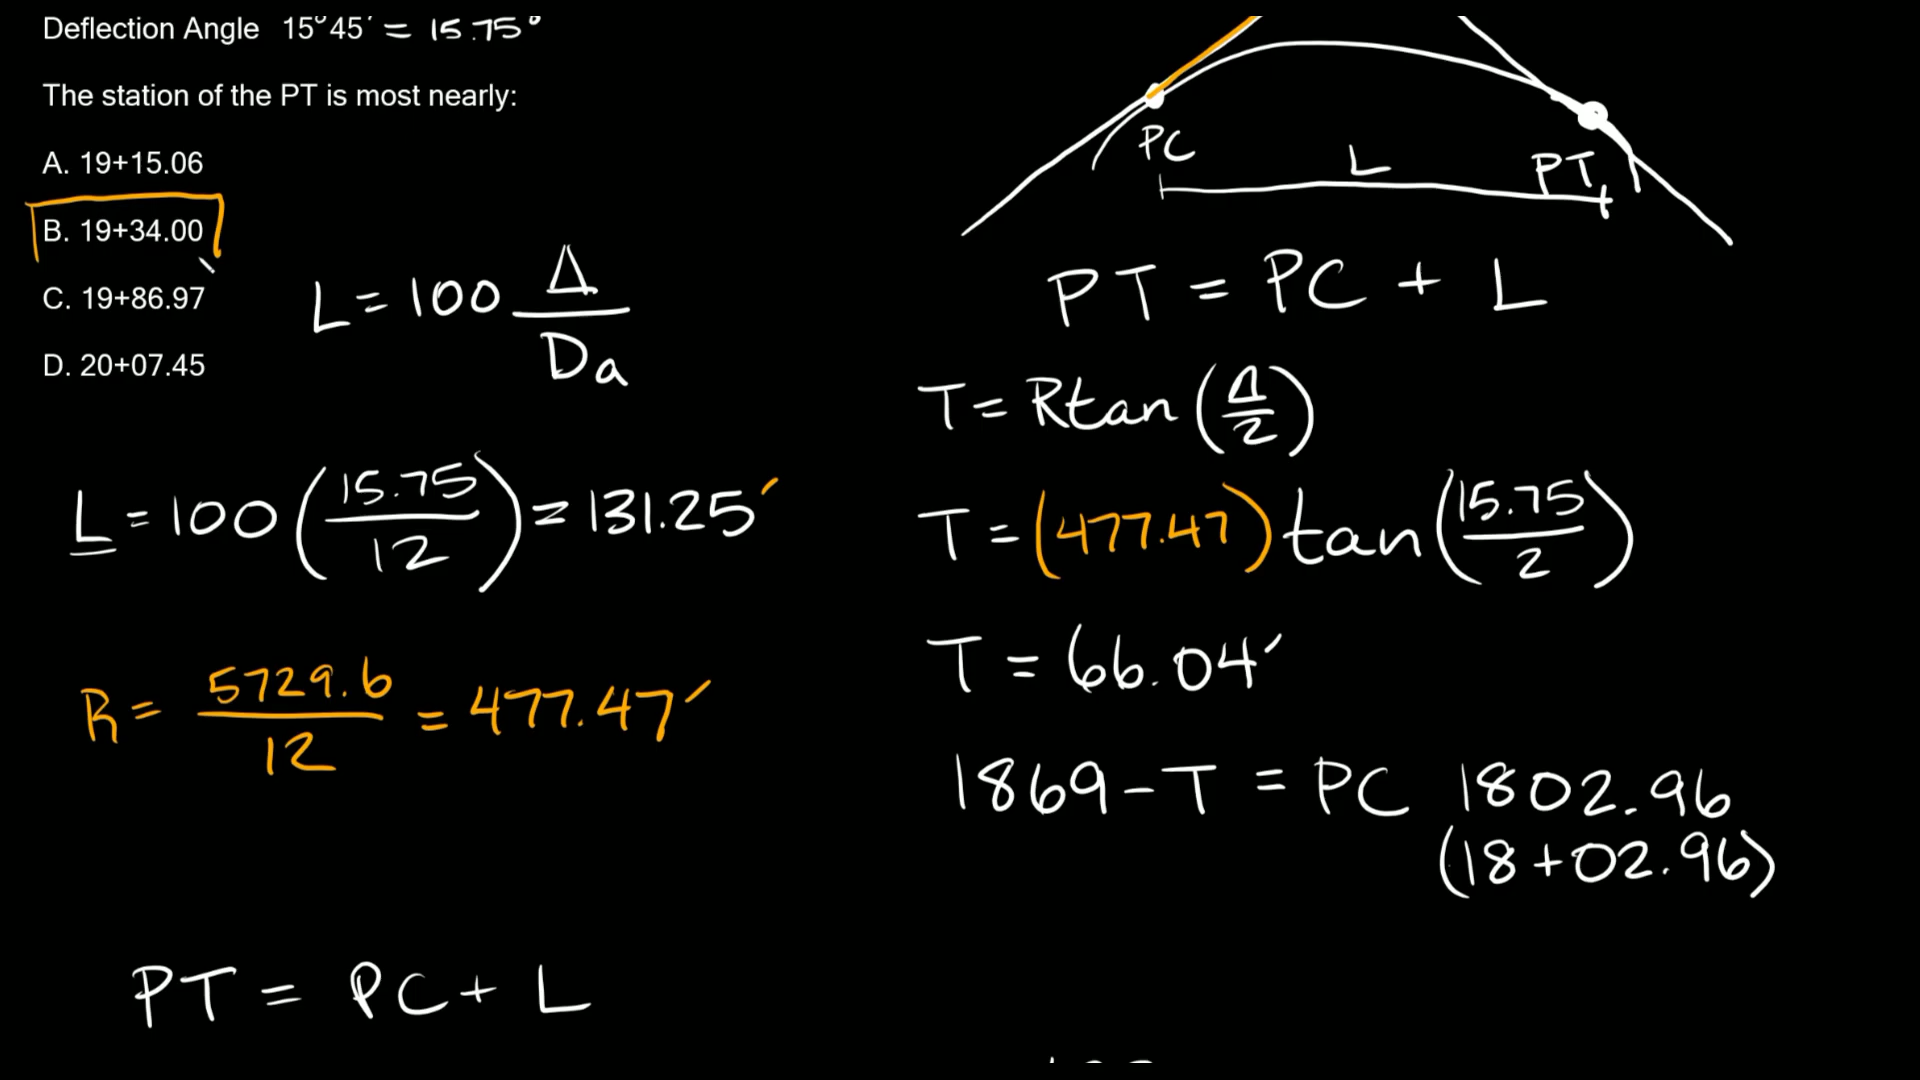 Deflection Angle 15°45′ = 15.75°
The station of the PT is most nearly:
A. 19+15.06
B. 19+34.00
C. 19+86.97
D. 20+07.45
L = 100 Δ/Da
L = 100 (15.75/12) = 131.25′
R = 5729.6/12 = 477.47′
PT = PC + L
PC
L
PT
PT = PC + L
T = Rtan(Δ/2)
T = (477.47) tan(15.75/2)
T = 66.04′
1869 - T = PC 1802.96
(18+02.96)